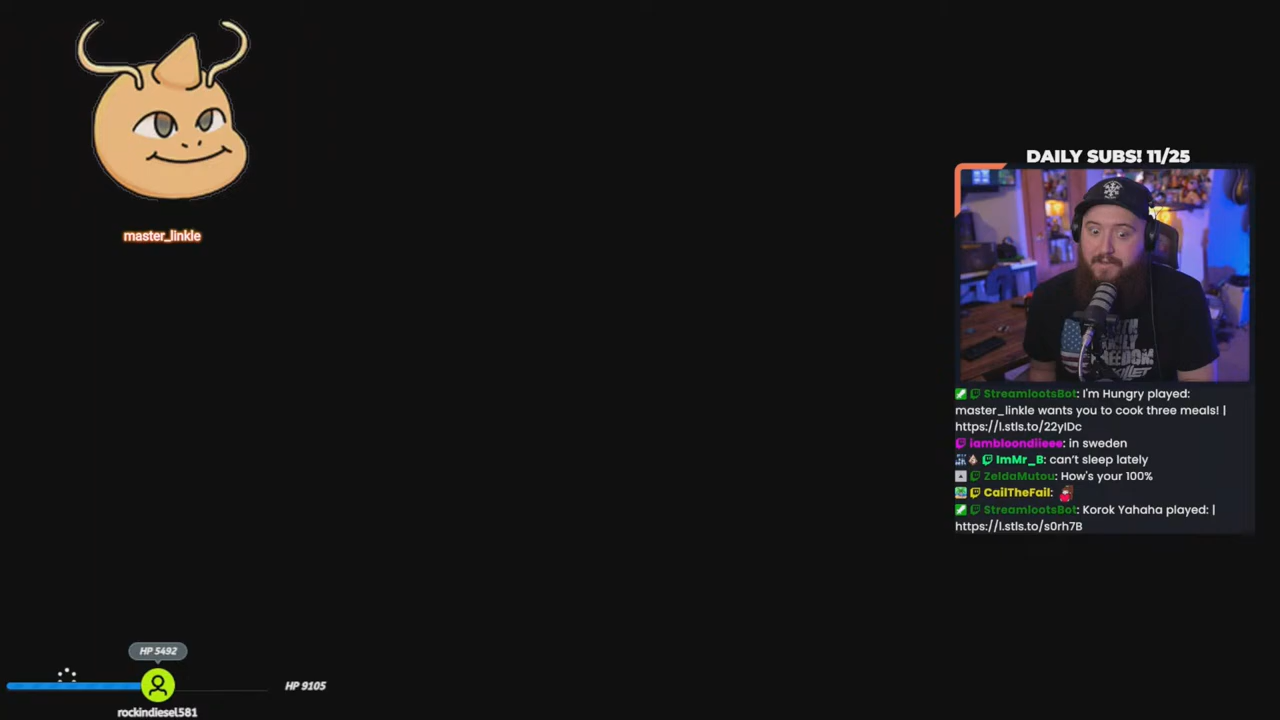 master_linkle
DAILY SUBS! 11/25
StreamlootsBot: I'm Hungry played:
master_linkle wants you to cook three meals! |
https://l.stls.to/22yIDc
iambloondlieee: in sweden
ImMr_B: can't sleep lately
ZeldaMutou: How's your 100%
CailTheFail:
StreamlootsBot: Korok Yahaha played: |
https://l.stls.to/s0rh7B
HP 5492
HP 9105
rockindiesel581